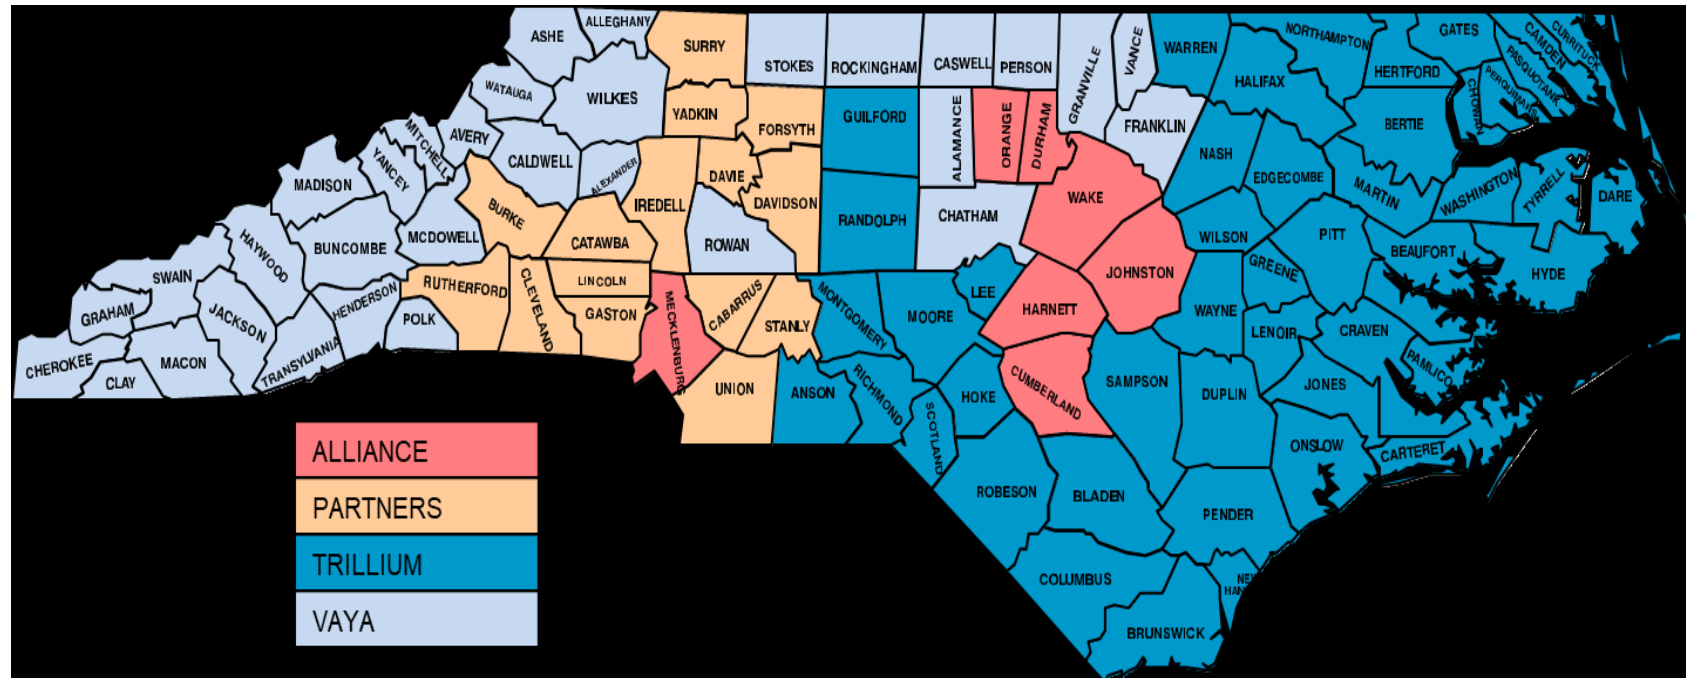 ALLEGHANY
ASHE
SURRY
STOKES
ROCKINGHAM
CASWELL
PERSON
GRANVILLE
VANCE
WARREN
NORTHAMPTON
GATES
CAMDEN
CURRITUCK
PASQUOTANK
PERQUIMANS
CHOWAN
HERTFORD
HALIFAX
WATAUGA
WILKES
YADKIN
FORSYTH
GUILFORD
ALAMANCE
ORANGE
DURHAM
FRANKLIN
BERTIE
MITCHELL
AVERY
CALDWELL
ALEXANDER
DAVIE
NASH
EDGECOMBE
MARTIN
WASHINGTON
TYRRELL
DARE
MADISON
YANCEY
BURKE
IREDELL
DAVIDSON
RANDOLPH
CHATHAM
WAKE
HAYWOOD
BUNCOMBE
MCDOWELL
CATAWBA
ROWAN
WILSON
PITT
BEAUFORT
HYDE
SWAIN
GRAHAM
JACKSON
HENDERSON
RUTHERFORD
CLEVELAND
LINCOLN
GASTON
MECKLENBURG
CABARRUS
STANLY
MONTGOMERY
MOORE
LEE
HARNETT
JOHNSTON
GREENE
WAYNE
LENOIR
CRAVEN
PAMLICO
CHEROKEE
CLAY
MACON
TRANSYLVANIA
POLK
UNION
ANSON
RICHMOND
SCOTLAND
HOKE
CUMBERLAND
SAMPSON
DUPLIN
JONES
ONSLOW
CARTERET
ROBESON
BLADEN
PENDER
COLUMBUS
BRUNSWICK
ALLIANCE
PARTNERS
TRILLIUM
VAYA